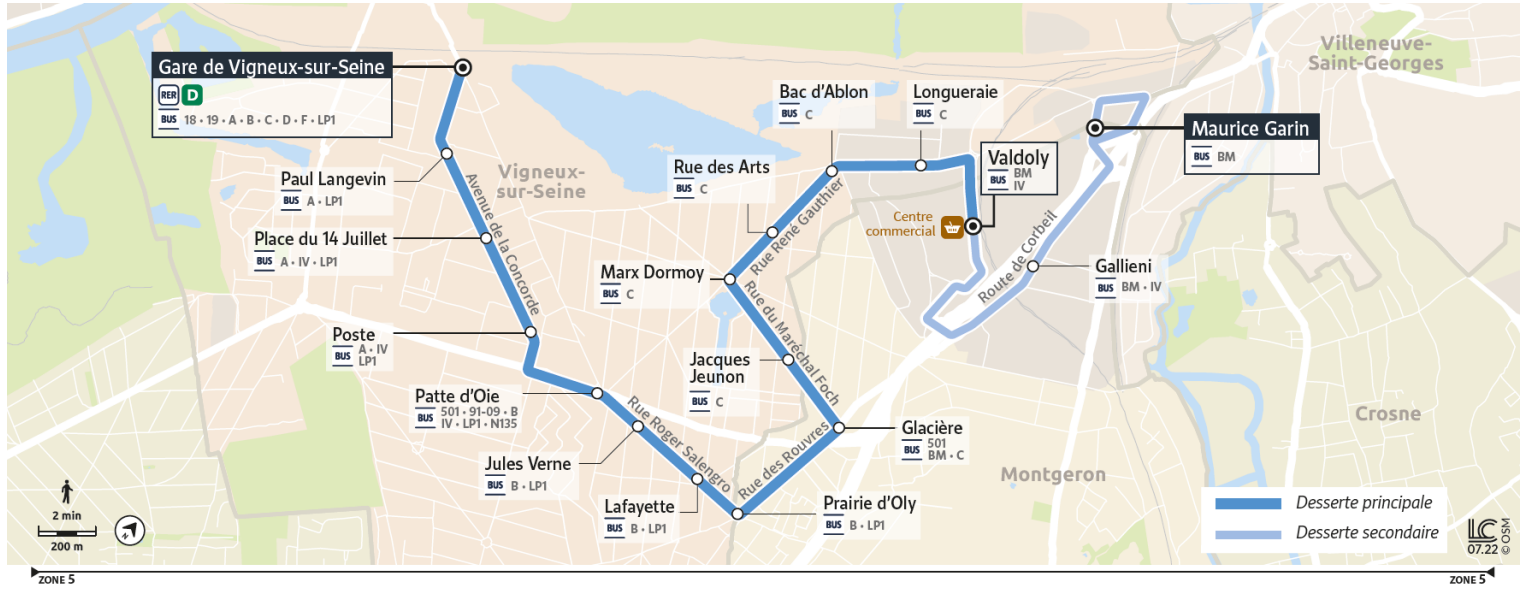 Gare de Vigneux-sur-Seine
RER D
BUS 18 • 19 • A • B • C • D • F • LP1
Paul Langevin
BUS A • LP1
Place du 14 Juillet
BUS A • IV • LP1
Poste
BUS A • IV
LP1
Patte d'Oie
BUS 501 • 91-09 • B
IV • LP1 • N135
Jules Verne
BUS B • LP1
Lafayette
BUS B • LP1
Prairie d'Oly
BUS B • LP1
Glacière
BUS 501
BM • C
Jacques
Jeunon
BUS C
Marx Dormoy
BUS C
Rue des Arts
BUS C
Bac d'Ablon
BUS C
Longueraie
BUS C
Valdoly
BUS BM
IV
Centre
commercial
Gallieni
BUS BM • IV
Maurice Garin
BUS BM
Avenue de la Concorde
Rue Roger Salengro
Rue des Rouvres
Rue du Maréchal Foch
Rue René Gauthier
Route de Corbeil
Vigneux-
sur-Seine
Villeneuve-
Saint-Georges
Crosne
Montgeron
2 min
200 m
N
Desserte principale
Desserte secondaire
LC
07.22
© OSM
ZONE 5
ZONE 5